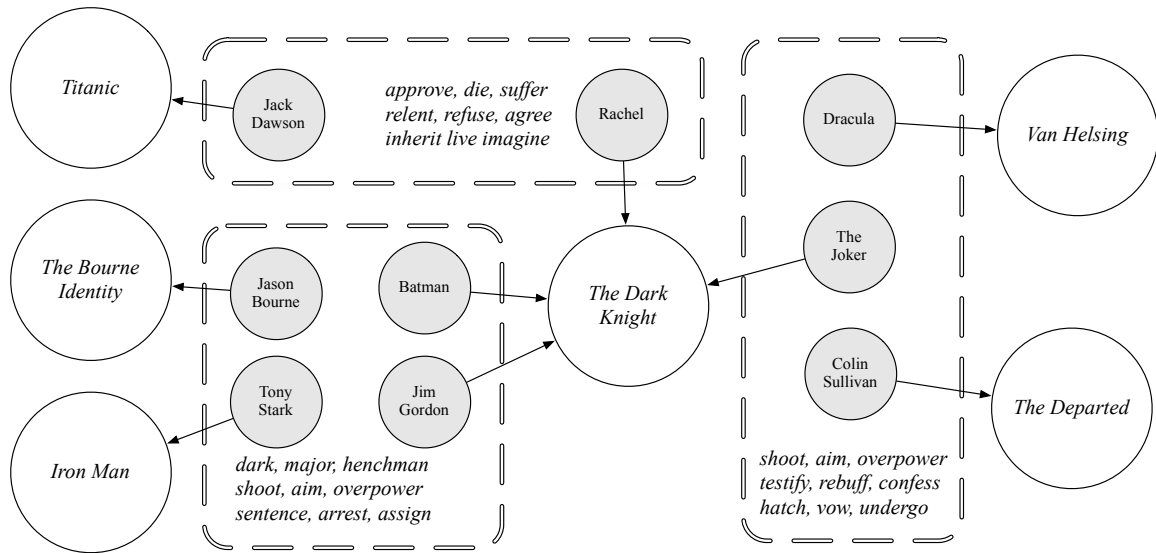 Titanic
Jack
Dawson
approve, die, suffer
relent, refuse, agree
inherit live imagine
Rachel
Dracula
Van Helsing
The Bourne
Identity
Jason
Bourne
Batman
The Dark
Knight
The
Joker
Iron Man
Tony
Stark
Jim
Gordon
dark, major, henchman
shoot, aim, overpower
sentence, arrest, assign
Colin
Sullivan
The Departed
shoot, aim, overpower
testify, rebuff, confess
hatch, vow, undergo